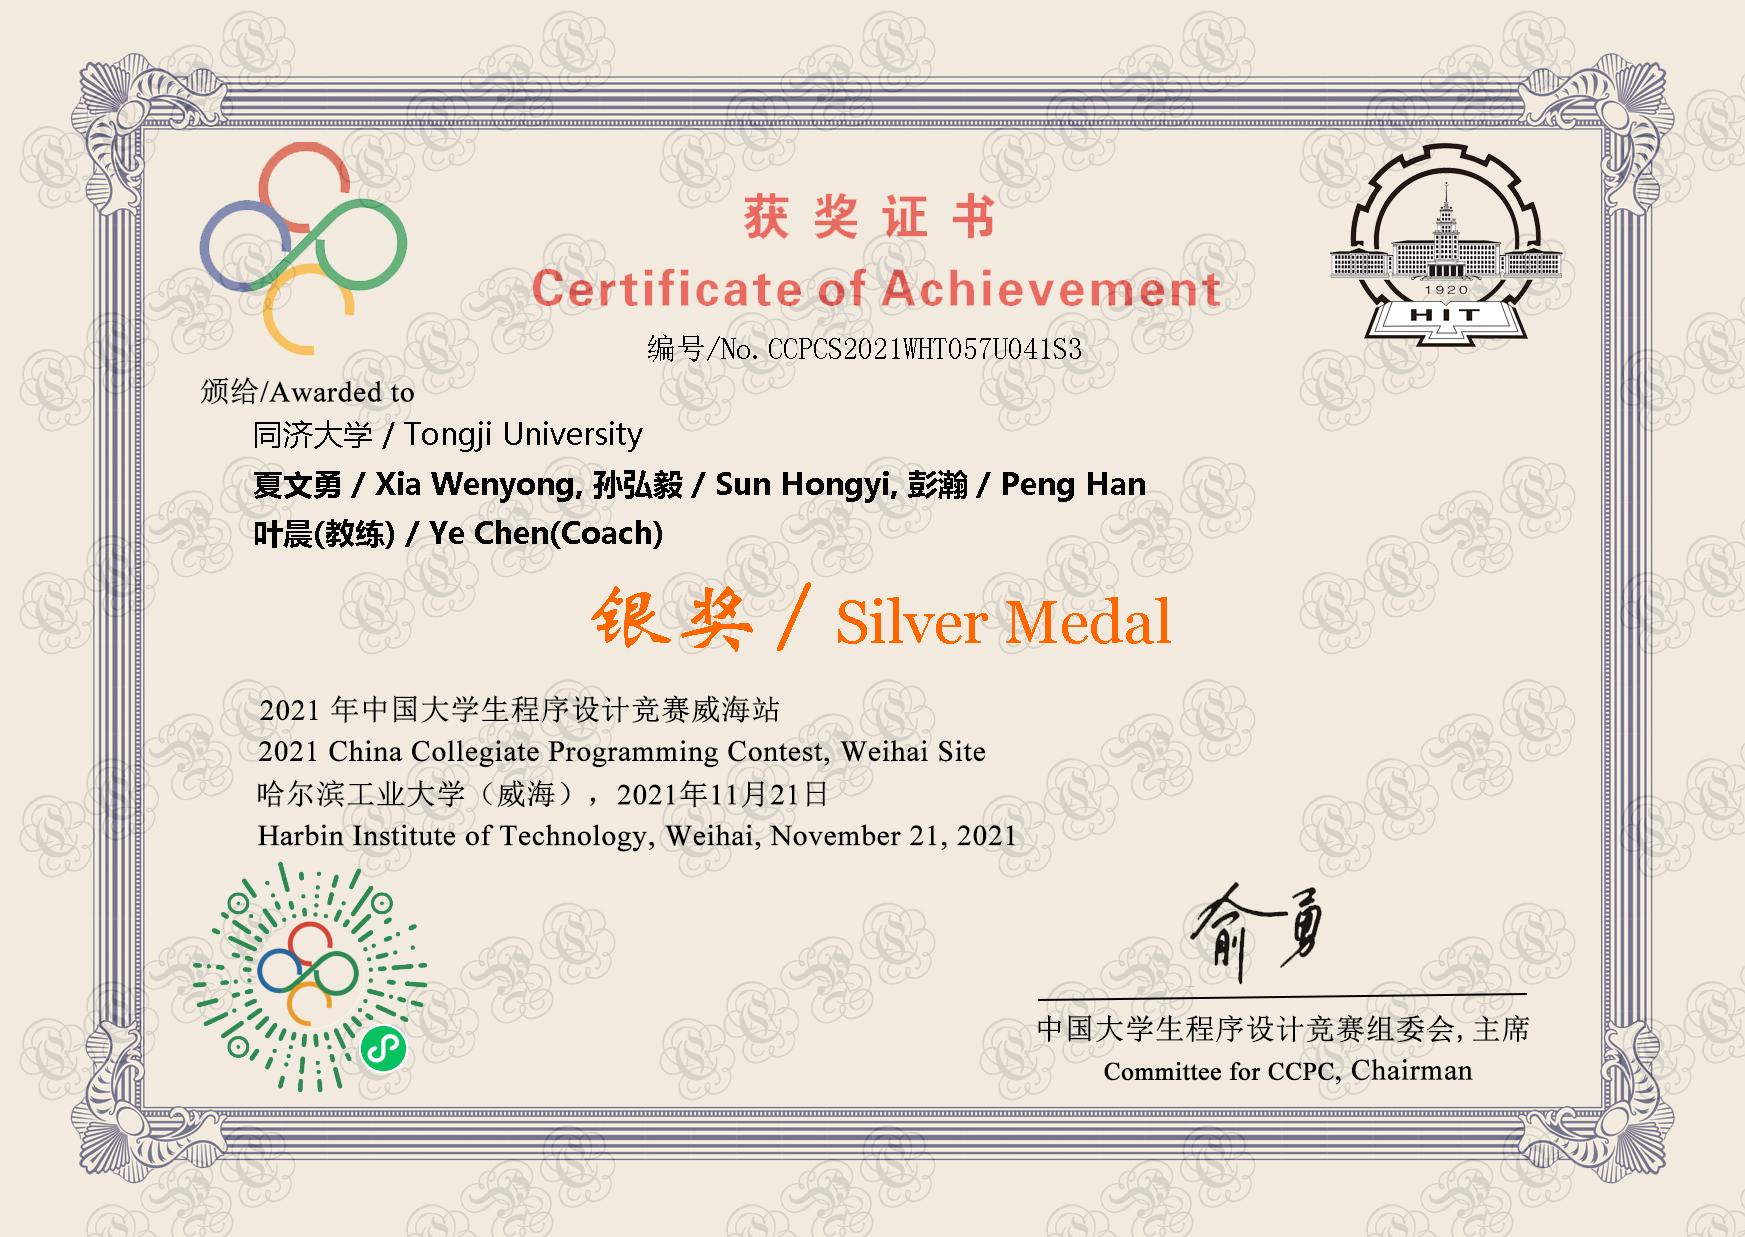 获奖证书
Certificate of Achievement
编号/No. CCPCS2021WHT057U041S3
1920
HIT
颁给/Awarded to
同济大学 / Tongji University
夏文勇 / Xia Wenyong, 孙弘毅 / Sun Hongyi, 彭瀚 / Peng Han
叶晨(教练) / Ye Chen(Coach)
银奖 / Silver Medal
2021 年中国大学生程序设计竞赛威海站
2021 China Collegiate Programming Contest, Weihai Site
哈尔滨工业大学（威海），2021年11月21日
Harbin Institute of Technology, Weihai, November 21, 2021
俞勇
中国大学生程序设计竞赛组委会, 主席
Committee for CCPC, Chairman